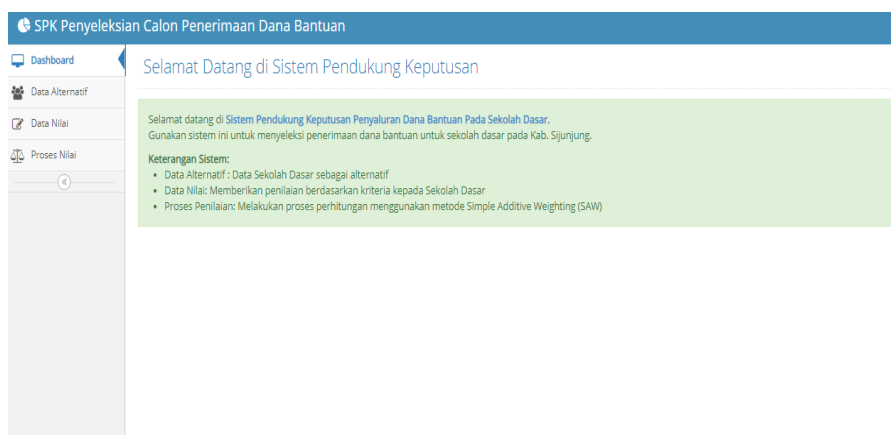 SPK Penyeleksian Calon Penerimaan Dana Bantuan
Dashboard
Data Alternatif
Data Nilai
Proses Nilai
Selamat Datang di Sistem Pendukung Keputusan
Selamat datang di Sistem Pendukung Keputusan Penyaluran Dana Bantuan Pada Sekolah Dasar.
Gunakan sistem ini untuk menyeleksi penerimaan dana bantuan untuk sekolah dasar pada Kab. Sijunjung.
Keterangan Sistem:
• Data Alternatif : Data Sekolah Dasar sebagai alternatif
• Data Nilai: Memberikan penilaian berdasarkan kriteria kepada Sekolah Dasar
• Proses Penilaian: Melakukan proses perhitungan menggunakan metode Simple Additive Weighting (SAW)